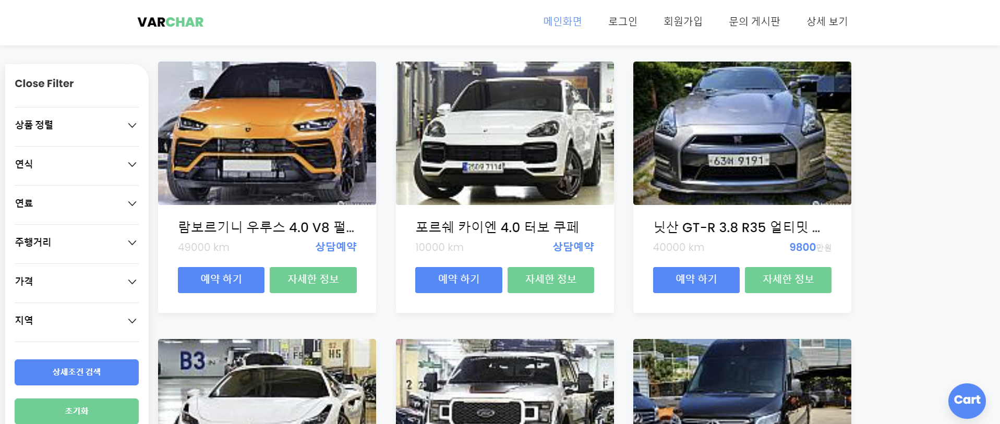 VARCHAR
메인화면 로그인 회원가입 문의 게시판 상세 보기
Close Filter
상품 정렬
연식
연료
주행거리
가격
지역
상세조건 검색
초기화
63허 9191
람보르기니 우루스 4.0 V8 펄...
49000 km 상담예약
예약 하기 자세한 정보
포르쉐 카이엔 4.0 터보 쿠페
10000 km 상담예약
예약 하기 자세한 정보
닛산 GT-R 3.8 R35 얼티밋 ...
40000 km 9800만원
예약 하기 자세한 정보
B3 IN
F5
H5
Cart